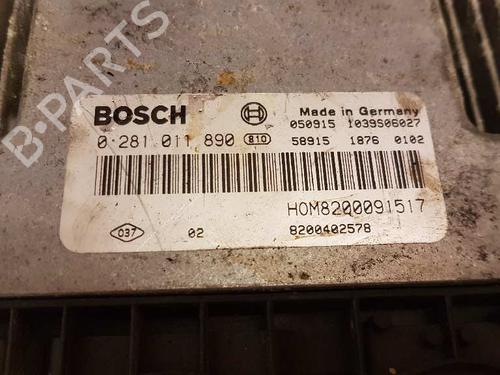 B-PARTS
BOSCH
Made in Germany
050915 1039S06027
0 281 011 890 810
58915 1876 0102
HOM8200091517
037 02 8200402578